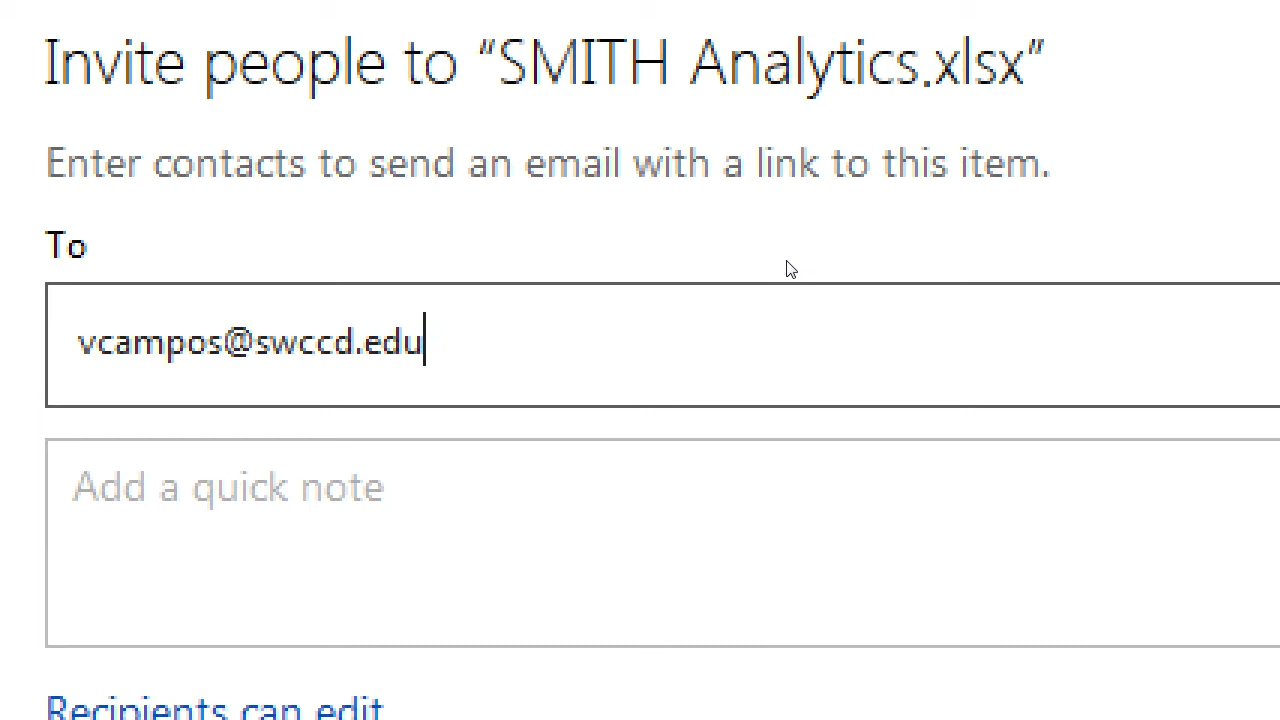 Invite people to “SMITH Analytics.xlsx”
Enter contacts to send an email with a link to this item.
To
vcampos@swccd.edu
Add a quick note
Recipients can edit